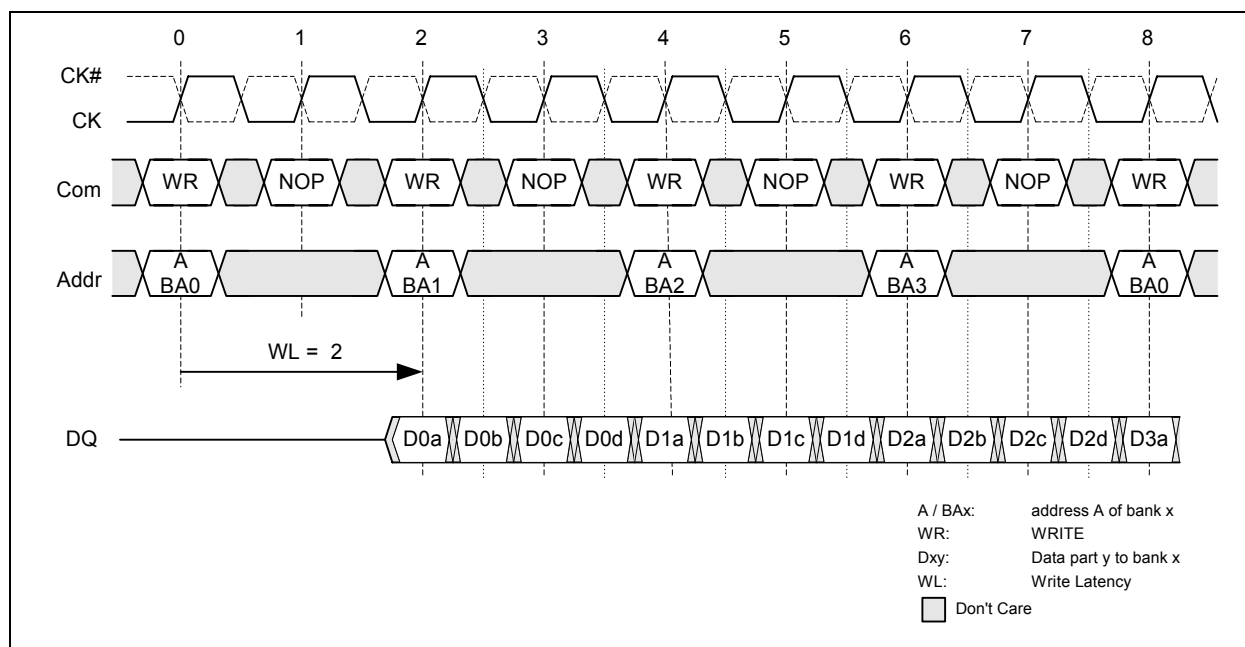 0 1 2 3 4 5 6 7 8
CK#
CK
Com WR NOP WR NOP WR NOP WR NOP WR
A A A A A
Addr
BA0 BA1 BA2 BA3 BA0
WL = 2
DQ D0a D0b D0c D0d D1a D1b D1c D1d D2a D2b D2c D2d D3a
A / BAx: address A of bank x
WR: WRITE
Dxy: Data part y to bank x
WL: Write Latency
Don't Care